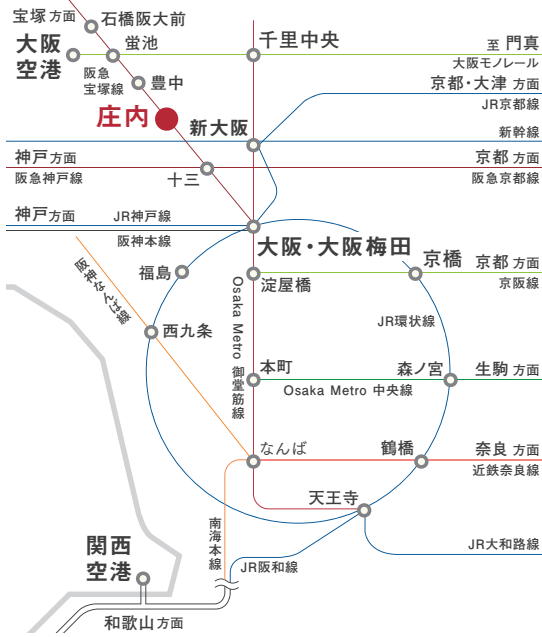 宝塚 方面
石橋阪大前
大阪
空港
蛍池
千里中央
至 門真
大阪モノレール
阪急
宝塚線
豊中
京都・大津 方面
JR京都線
庄内
新大阪
新幹線
神戸 方面
阪急神戸線
十三
京都 方面
阪急京都線
神戸 方面
JR神戸線
阪神本線
大阪・大阪梅田
阪神なんば線
福島
淀屋橋
京橋
京都 方面
京阪線
Osaka Metro 御堂筋線
JR環状線
西九条
本町
森ノ宮
生駒 方面
Osaka Metro 中央線
なんば
鶴橋
奈良 方面
近鉄奈良線
天王寺
南海本線
JR大和路線
関西
空港
JR阪和線
和歌山 方面